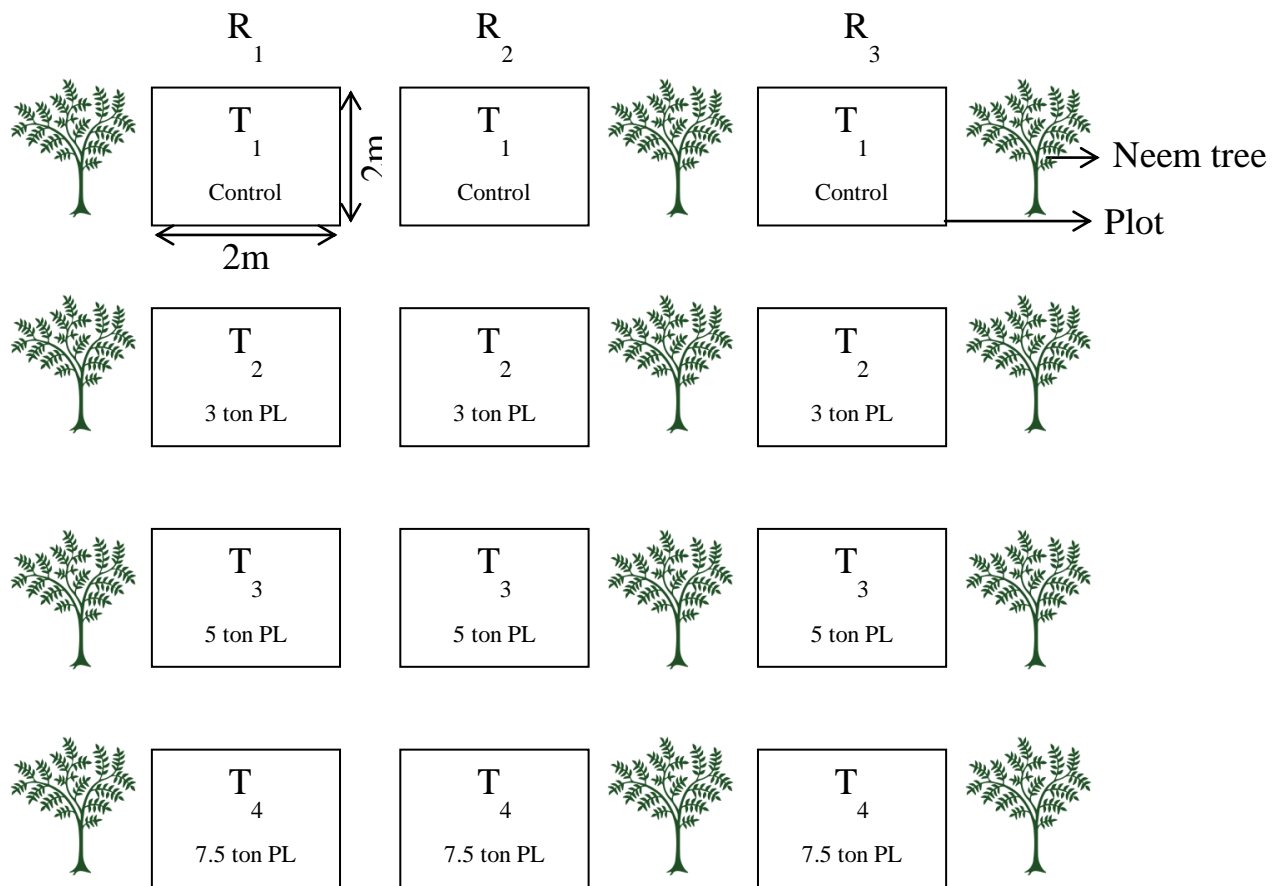 R1 R2 R3
T1 T1 T1
Control 2m Control Control
Neem tree
Plot
2m
T2 T2 T2
3 ton PL 3 ton PL 3 ton PL
T3 T3 T3
5 ton PL 5 ton PL 5 ton PL
T4 T4 T4
7.5 ton PL 7.5 ton PL 7.5 ton PL